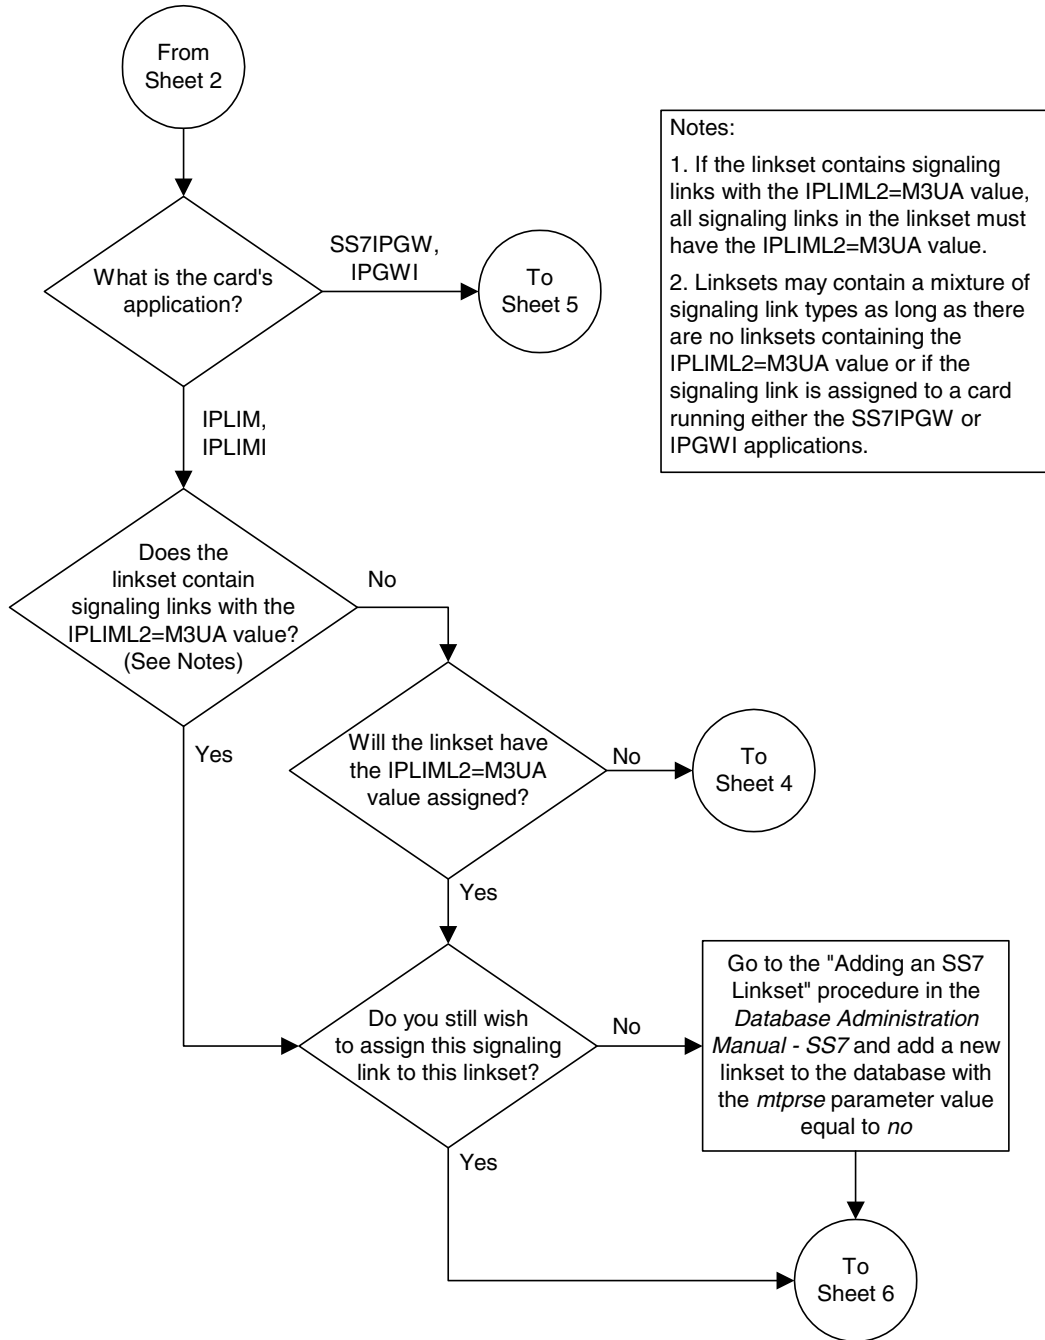 From
Sheet 2
Notes:
1. If the linkset contains signaling
links with the IPLIML2=M3UA value,
all signaling links in the linkset must
have the IPLIML2=M3UA value.
2. Linksets may contain a mixture of
signaling link types as long as there
are no linksets containing the
IPLIML2=M3UA value or if the
signaling link is assigned to a card
running either the SS7IPGW or
IPGWI applications.
What is the card's
application?
SS7IPGW,
IPGWI
To
Sheet 5
IPLIM,
IPLIMI
Does the
linkset contain
signaling links with the
IPLIML2=M3UA value?
(See Notes)
No
Yes
Will the linkset have
the IPLIML2=M3UA
value assigned?
No
To
Sheet 4
Yes
Do you still wish
to assign this signaling
link to this linkset?
No
Go to the "Adding an SS7
Linkset" procedure in the
Database Administration
Manual - SS7 and add a new
linkset to the database with
the mtprse parameter value
equal to no
Yes
To
Sheet 6